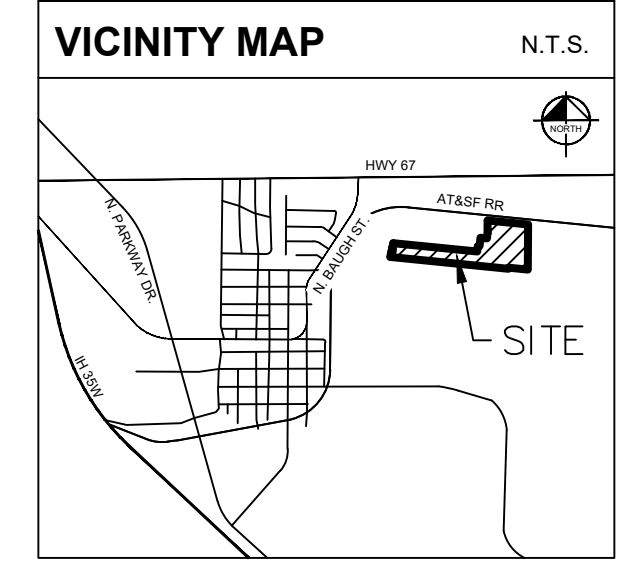 VICINITY MAP
N.T.S.
NORTH
HWY 67
AT&SF RR
N. PARKWAY DR.
N. BAUGH ST.
SITE
IH 35W